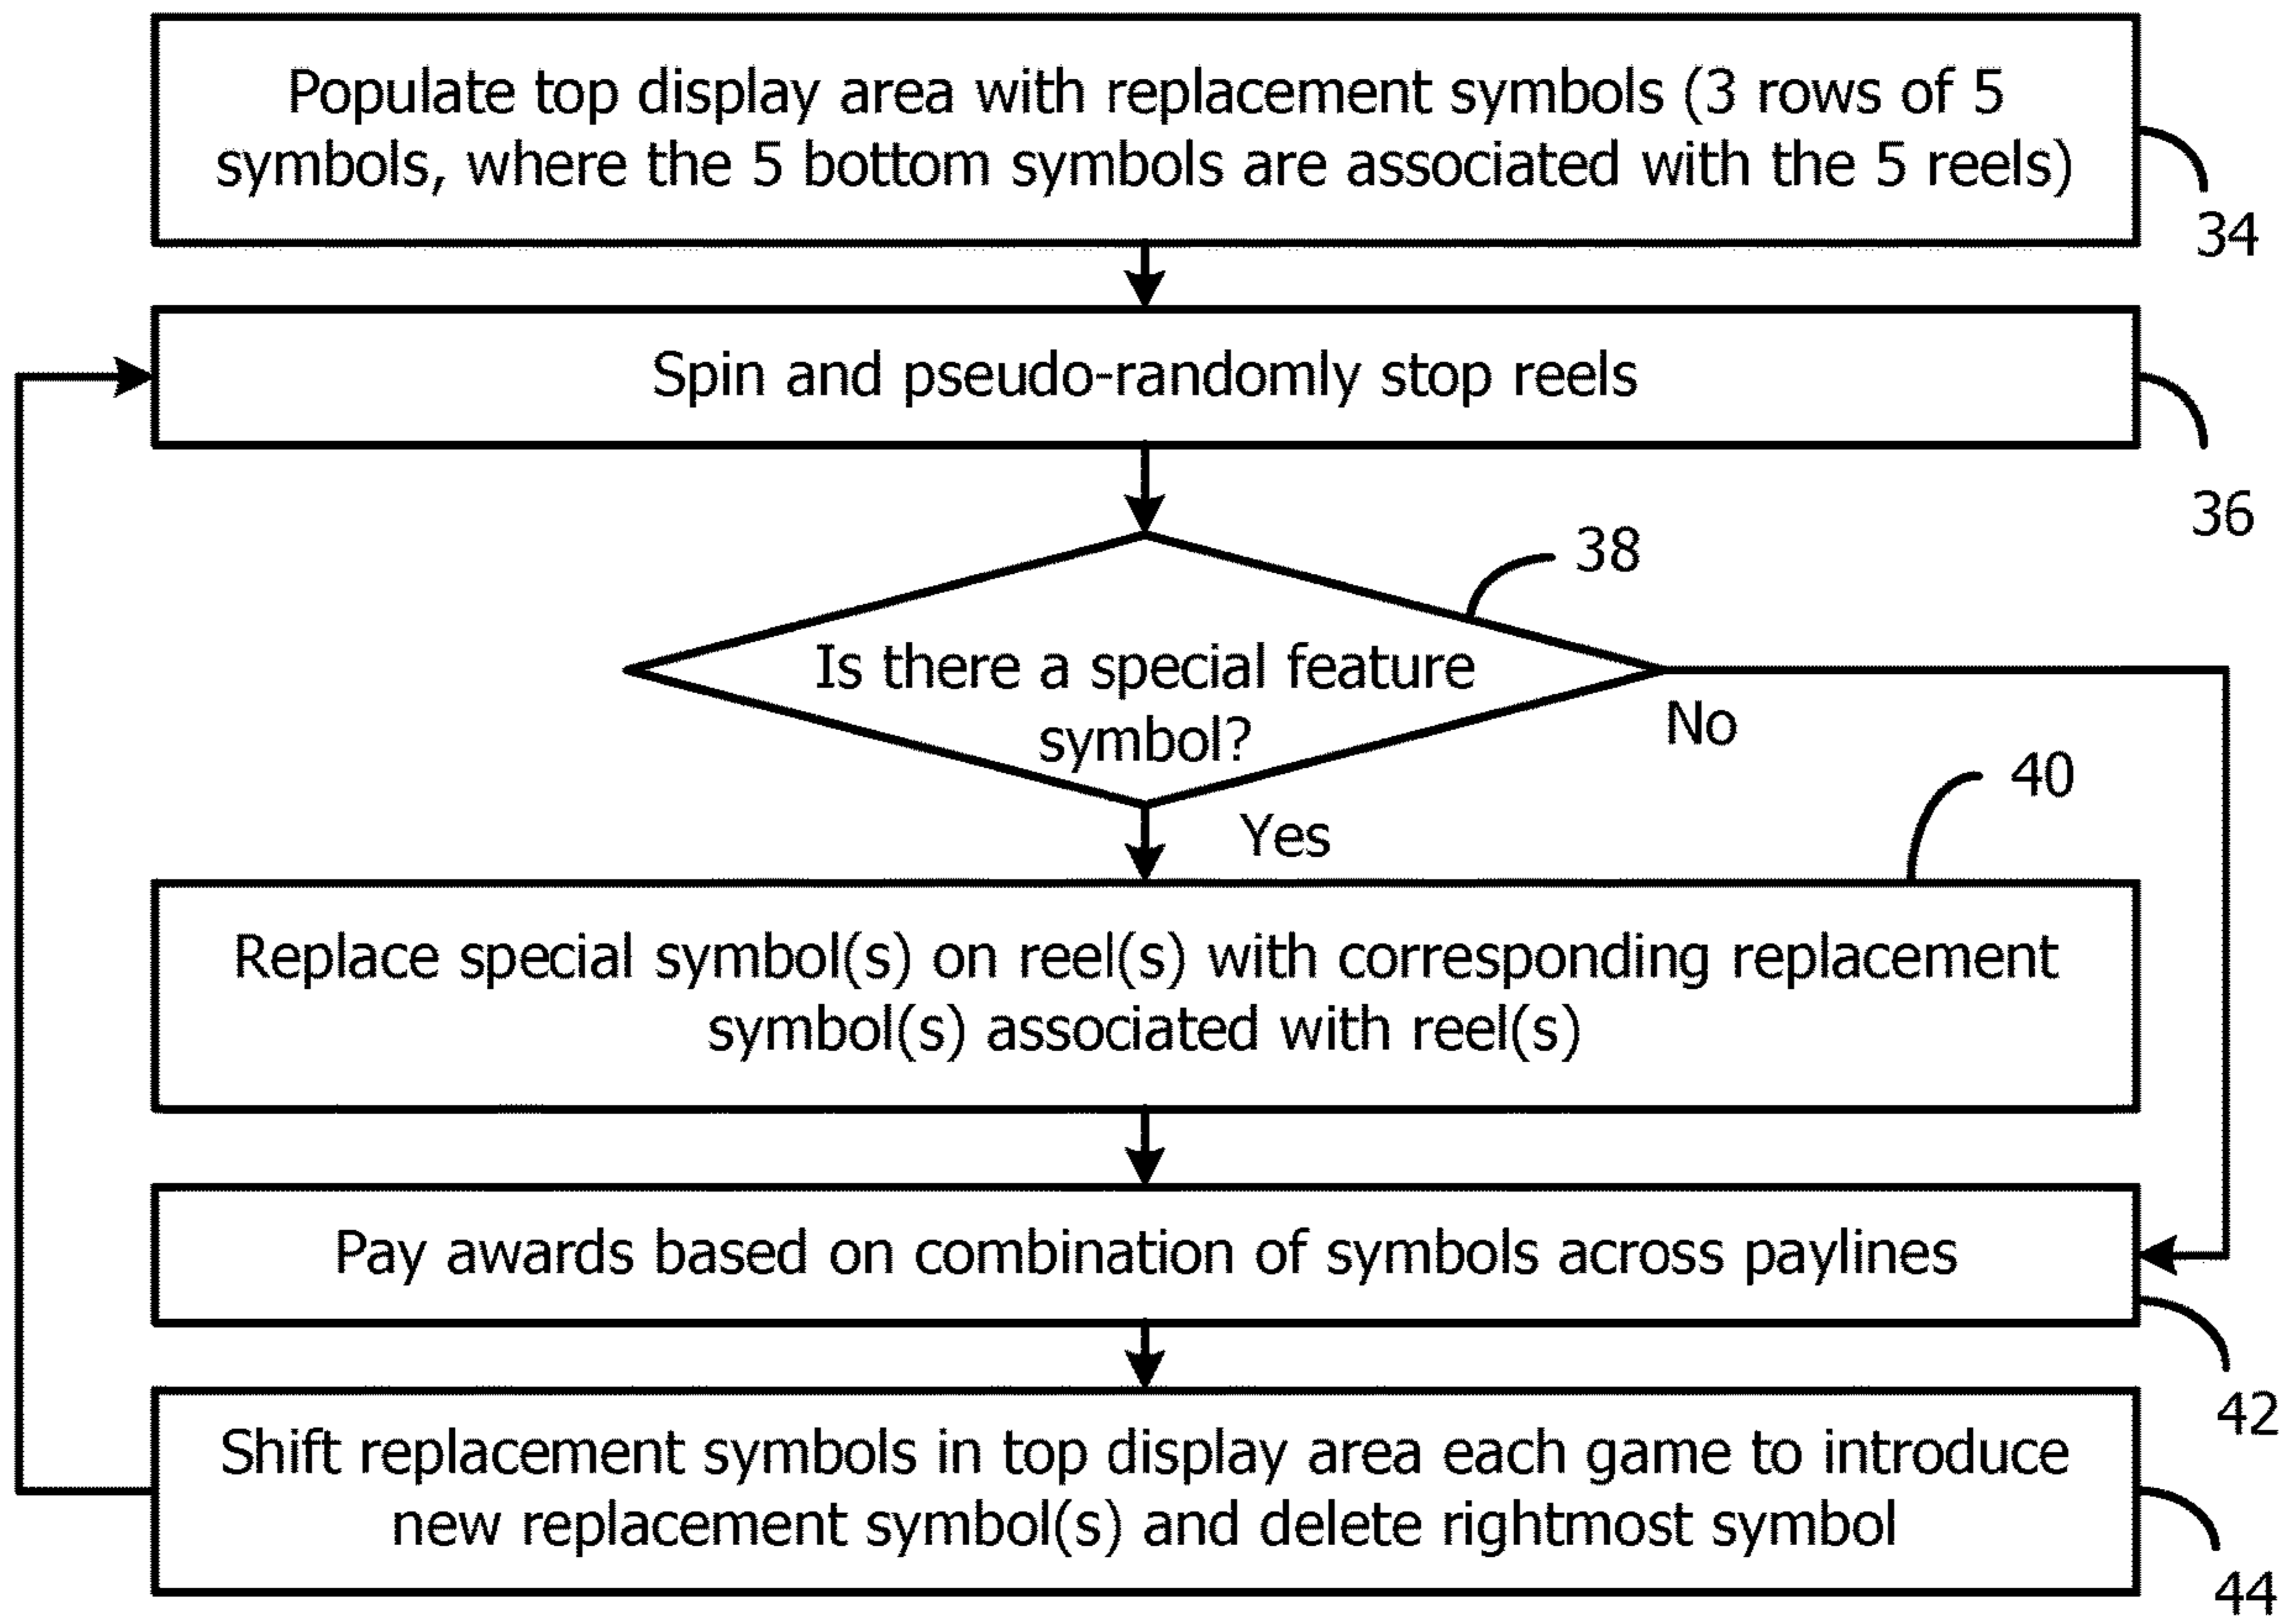 Populate top display area with replacement symbols (3 rows of 5
symbols, where the 5 bottom symbols are associated with the 5 reels)
34
Spin and pseudo-randomly stop reels
36
38
Is there a special feature
symbol?
No
Yes
40
Replace special symbol(s) on reel(s) with corresponding replacement
symbol(s) associated with reel(s)
Pay awards based on combination of symbols across paylines
42
Shift replacement symbols in top display area each game to introduce
new replacement symbol(s) and delete rightmost symbol
44